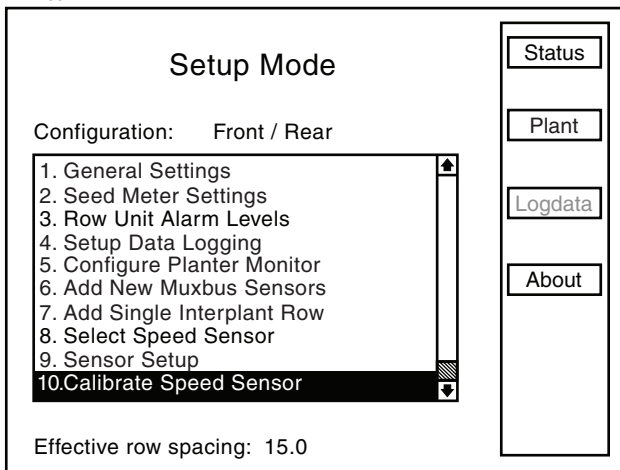 Setup Mode
Configuration: Front / Rear
1. General Settings
2. Seed Meter Settings
3. Row Unit Alarm Levels
4. Setup Data Logging
5. Configure Planter Monitor
6. Add New Muxbus Sensors
7. Add Single Interplant Row
8. Select Speed Sensor
9. Sensor Setup
10.Calibrate Speed Sensor
Effective row spacing: 15.0
Status
Plant
Logdata
About